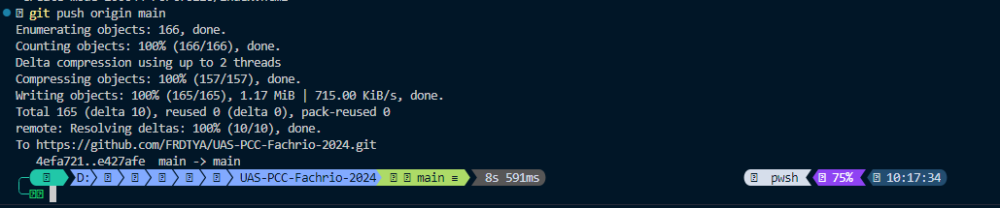 git push origin main
Enumerating objects: 166, done.
Counting objects: 100% (166/166), done.
Delta compression using up to 2 threads
Compressing objects: 100% (157/157), done.
Writing objects: 100% (165/165), 1.17 MiB | 715.00 KiB/s, done.
Total 165 (delta 10), reused 0 (delta 0), pack-reused 0
remote: Resolving deltas: 100% (10/10), done.
To https://github.com/FRDTYA/UAS-PCC-Fachrio-2024.git
4efa721..e427afe  main -> main
D: UAS-PCC-Fachrio-2024 main ≡ 8s 591ms pwsh 75% 10:17:34